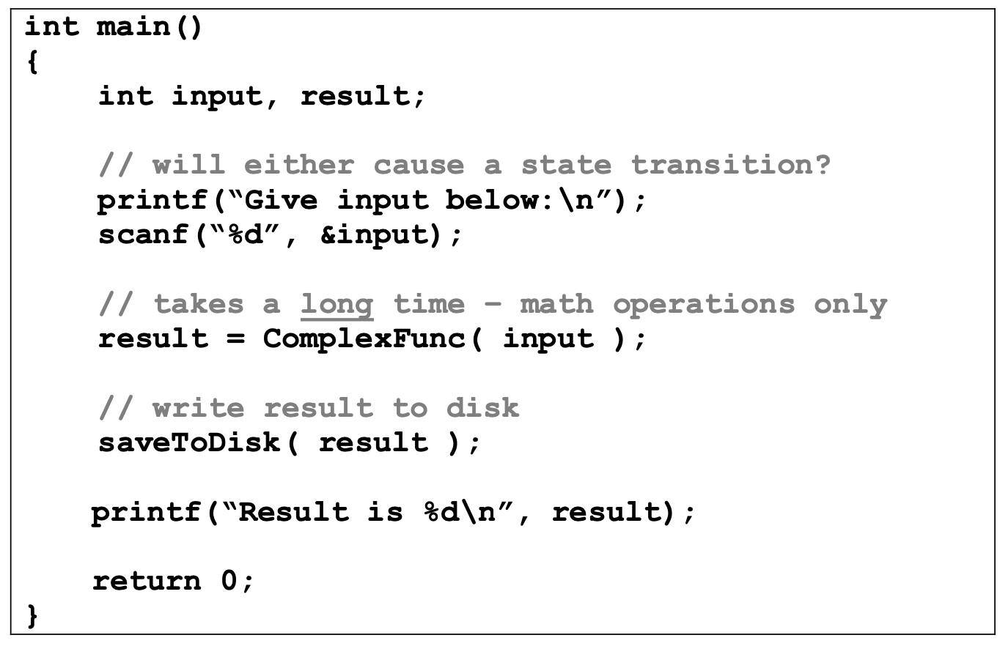 int main()
{
int input, result;
// will either cause a state transition?
printf(“Give input below:\n”);
scanf(“%d”, &input);
// takes a long time – math operations only
result = ComplexFunc( input );
// write result to disk
saveToDisk( result );
printf(“Result is %d\n”, result);
return 0;
}